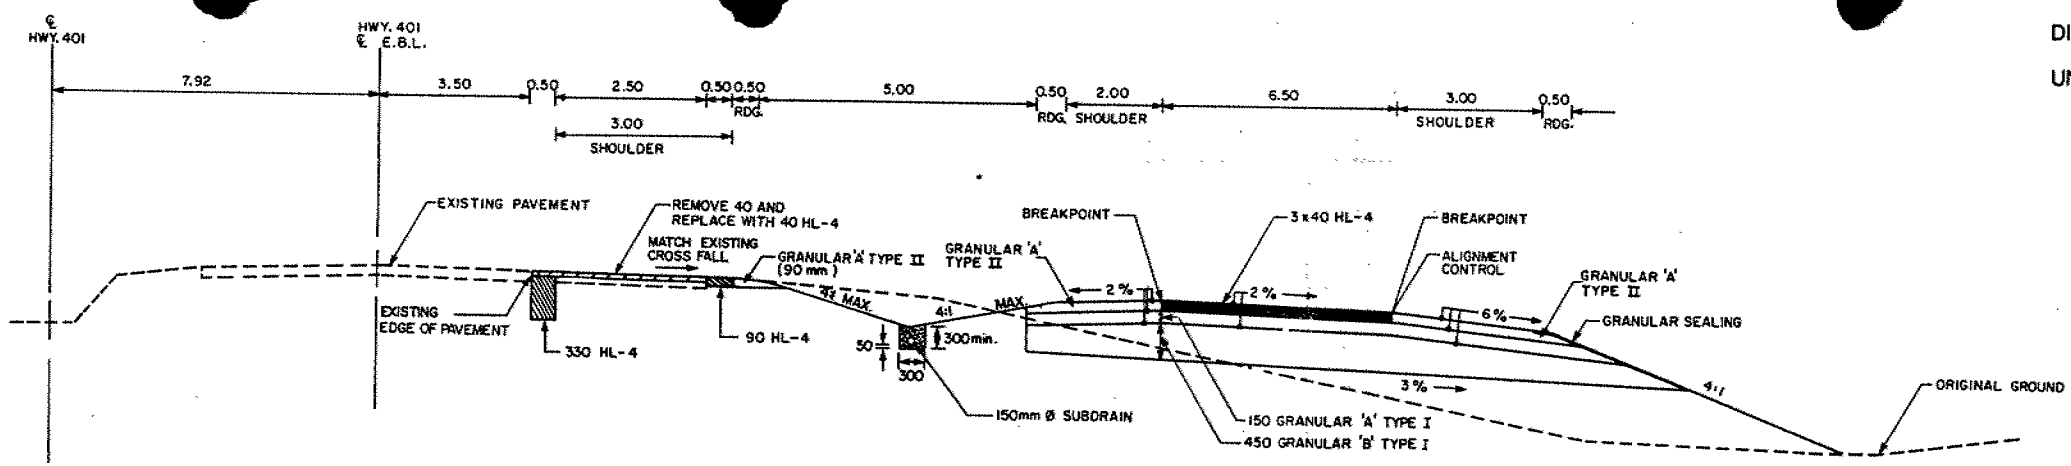 ℄
HWY. 401
HWY. 401
℄ E.B.L.
DI
UN
7.92
3.50
0.50
2.50
0.50
0.50
RDG.
5.00
0.50
RDG.
2.00
SHOULDER
6.50
3.00
SHOULDER
0.50
RDG.
3.00
SHOULDER
EXISTING PAVEMENT
REMOVE 40 AND
REPLACE WITH 40 HL-4
MATCH EXISTING
CROSS FALL
GRANULAR 'A' TYPE II
(90 mm)
GRANULAR 'A'
TYPE II
BREAKPOINT
3 x 40 HL-4
BREAKPOINT
ALIGNMENT
CONTROL
GRANULAR 'A'
TYPE II
GRANULAR SEALING
EXISTING
EDGE OF PAVEMENT
330 HL-4
90 HL-4
MAX.
4:1
MAX.
2%
2%
6%
50
300min.
300
150mm Ø SUBDRAIN
3%
4:1
150 GRANULAR 'A' TYPE I
450 GRANULAR 'B' TYPE I
ORIGINAL GROUND